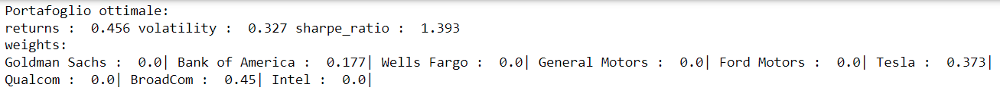 Portafoglio ottimale:
returns :  0.456 volatility :  0.327 sharpe_ratio :  1.393
weights:
Goldman Sachs :  0.0| Bank of America :  0.177| Wells Fargo :  0.0| General Motors :  0.0| Ford Motors :  0.0| Tesla :  0.373|
Qualcom :  0.0| BroadCom :  0.45| Intel :  0.0|